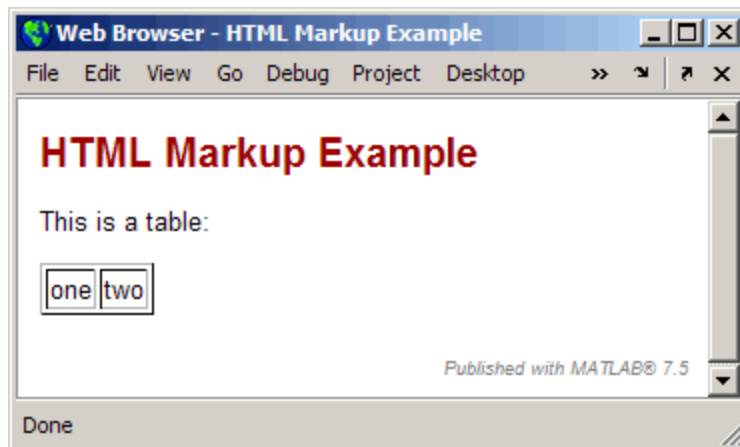 Web Browser - HTML Markup Example
File Edit View Go Debug Project Desktop »
HTML Markup Example
This is a table:
one two
Published with MATLAB® 7.5
Done